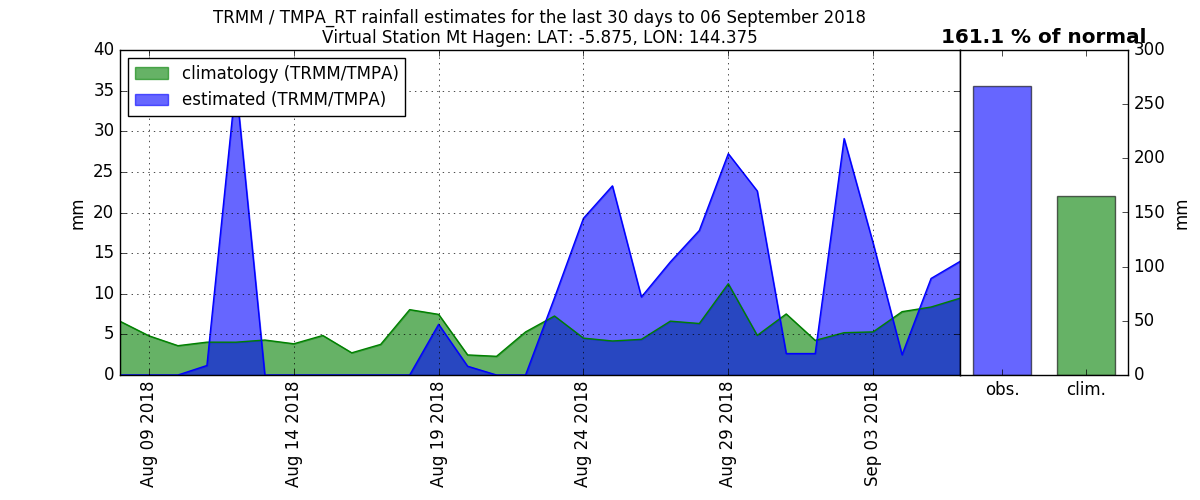 TRMM / TMPA_RT rainfall estimates for the last 30 days to 06 September 2018
Virtual Station Mt Hagen: LAT: -5.875, LON: 144.375
161.1 % of normal
climatology (TRMM/TMPA)
estimated (TRMM/TMPA)
mm
40
35
30
25
20
15
10
5
0
Aug 09 2018
Aug 14 2018
Aug 19 2018
Aug 24 2018
Aug 29 2018
Sep 03 2018
300
250
200
150
100
50
0
mm
obs.
clim.